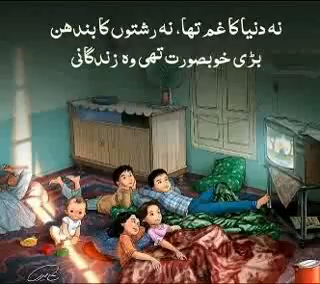 نہ دنیا کا غم تھا، نہ رشتوں کا بندھن
بڑی خوبصورت تھی وہ زندگانی